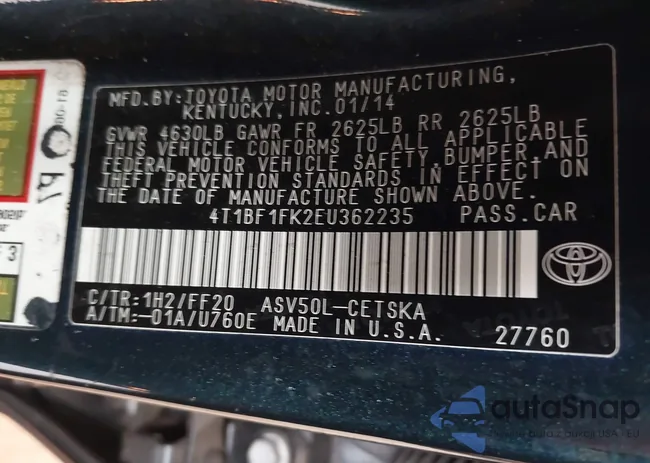 MFD.BY:TOYOTA MOTOR MANUFACTURING,
KENTUCKY,INC.01/14
GVWR 4630LB GAWR FR 2625LB RR 2625LB
THIS VEHICLE CONFORMS TO ALL APPLICABLE
FEDERAL MOTOR VEHICLE SAFETY,BUMPER,AND
THEFT PREVENTION STANDARDS IN EFFECT ON
THE DATE OF MANUFACTURE SHOWN ABOVE.
4T1BF1FK2EU362235 PASS.CAR
C/TR:1H2/FF20 ASV50L-CETSKA
A/TM:-01A/U760E MADE IN U.S.A.
27760
autoSnap